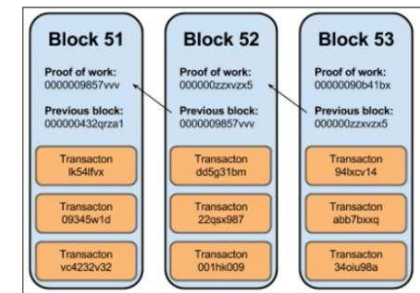 Block 51
Proof of work:
0000009857vvv
Previous block:
000000432qrza1
Transacton
lk54lfvx
Transacton
09345w1d
Transacton
vc4232v32
Block 52
Proof of work:
000000zzxvzx5
Previous block:
0000009857vvv
Transacton
dd5g31bm
Transacton
22qsx987
Transacton
001hk009
Block 53
Proof of work:
00000090b41bx
Previous block:
000000zzxvzx5
Transacton
94lxcv14
Transacton
abb7bxxq
Transacton
34oiu98a